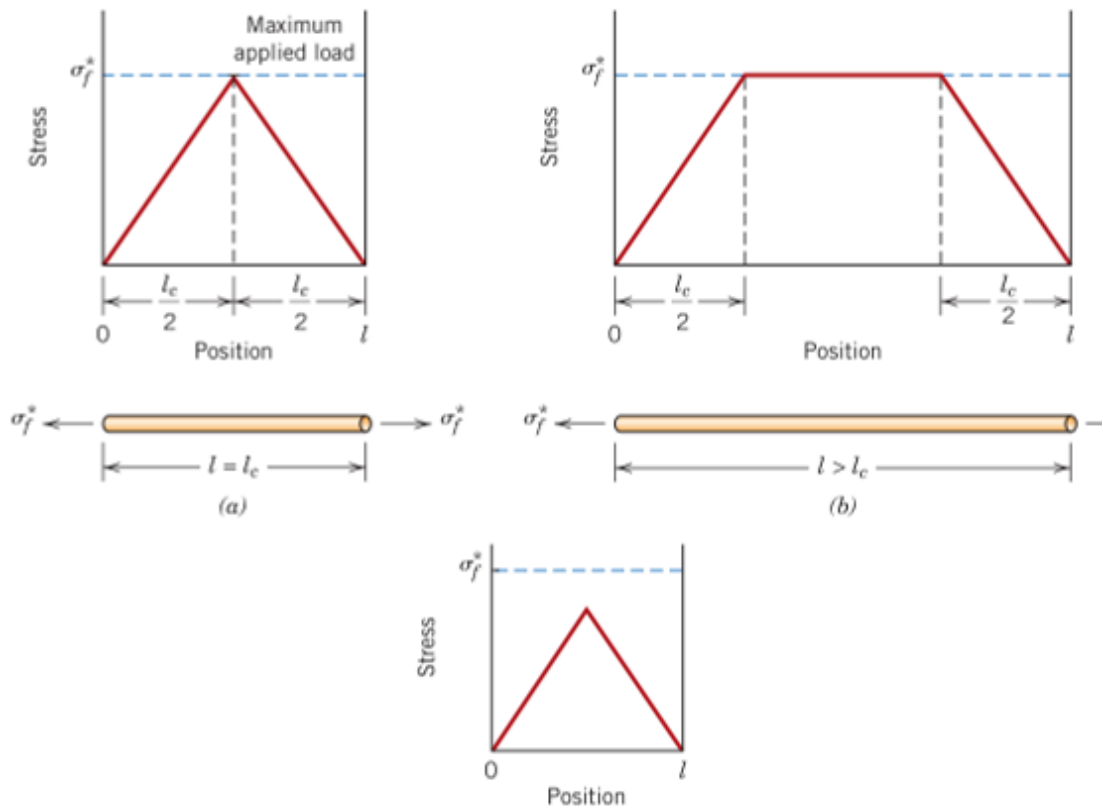 Maximum
applied load
σ*f
Stress
lc/2
lc/2
0
l
Position
σ*f
σ*f
l = lc
(a)
σ*f
Stress
lc/2
lc/2
0
l
Position
σ*f
l > lc
(b)
σ*f
Stress
0
l
Position